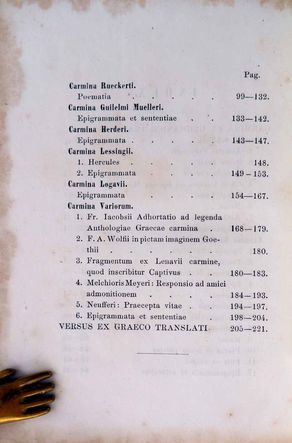 Pag.
Carmina Rueckerti.
Poematia . . . . . 99—132.
Carmina Guilelmi Muelleri.
Epigrammata et sententiae . . 133—142.
Carmina Herderi.
Epigrammata . . . . 143—147.
Carmina Lessingii.
1. Hercules . . . . . 148.
2. Epigrammata . . . . 149-153.
Carmina Logavii.
Epigrammata . . . . 154—167.
Carmina Variorum.
1. Fr. Iacobsii Adhortatio ad legenda
Anthologiae Graecae carmina . 168—179.
2. F. A. Wolfii in pictam imaginem Goe-
thii . . . . . 180.
3. Fragmentum ex Lenavii carmine,
quod inscribitur Captivus . . 180—183.
4. Melchioris Meyeri: Responsio ad amici
admonitionem . . . . 184—193.
5. Neufferi: Praecepta vitae . . 194—197.
6. Epigrammata et sententiae . 198—204.
VERSUS EX GRAECO TRANSLATI 205—221.